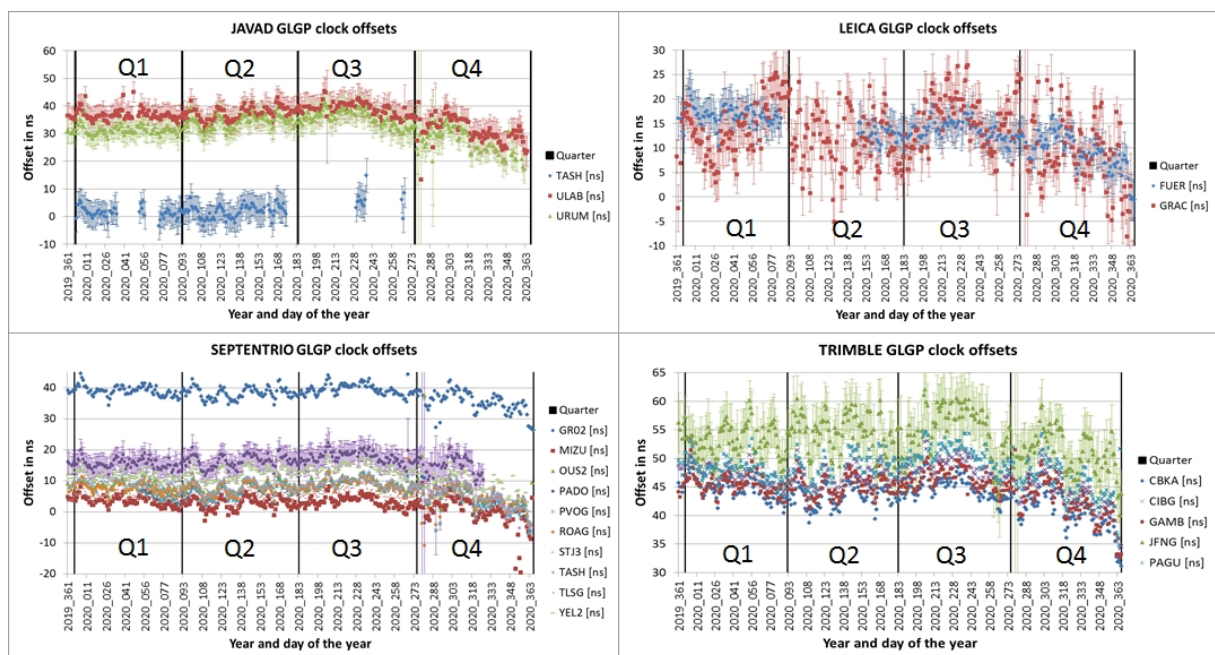 JAVAD GLGP clock offsets
60
50
40
30
20
10
0
-10
Offset in ns
Q1 Q2 Q3 Q4
Quarter
TASH [ns]
ULAB [ns]
URUM [ns]
2019_361 2020_011 2020_026 2020_041 2020_056 2020_077 2020_093 2020_108 2020_123 2020_138 2020_153 2020_168 2020_183 2020_198 2020_213 2020_228 2020_243 2020_258 2020_273 2020_288 2020_303 2020_318 2020_333 2020_348 2020_363
Year and day of the year
LEICA GLGP clock offsets
30
25
20
15
10
5
0
-5
-10
Offset in ns
Quarter
FUER [ns]
GRAC [ns]
Q1 Q2 Q3 Q4
2019_361 2020_011 2020_026 2020_041 2020_056 2020_077 2020_093 2020_108 2020_123 2020_138 2020_153 2020_168 2020_183 2020_198 2020_213 2020_228 2020_243 2020_258 2020_273 2020_288 2020_303 2020_318 2020_333 2020_348 2020_363
Year and day of the year
SEPTENTRIO GLGP clock offsets
40
30
20
10
0
-10
-20
Offset in ns
Quarter
GR02 [ns]
MIZU [ns]
OUS2 [ns]
PADO [ns]
PVOG [ns]
ROAG [ns]
STJ3 [ns]
TASH [ns]
TLSG [ns]
YEL2 [ns]
Q1 Q2 Q3 Q4
2019_361 2020_011 2020_026 2020_041 2020_056 2020_077 2020_093 2020_108 2020_123 2020_138 2020_153 2020_168 2020_183 2020_198 2020_213 2020_228 2020_243 2020_258 2020_273 2020_288 2020_303 2020_318 2020_333 2020_348 2020_363
Year and day of the year
TRIMBLE GLGP clock offsets
65
60
55
50
45
40
35
30
Offset in ns
Quarter
CBKA [ns]
CIBG [ns]
GAMB [ns]
JFNG [ns]
PAGU [ns]
Q1 Q2 Q3 Q4
2019_361 2020_011 2020_026 2020_041 2020_056 2020_077 2020_093 2020_108 2020_123 2020_138 2020_153 2020_168 2020_183 2020_198 2020_213 2020_228 2020_243 2020_258 2020_273 2020_288 2020_303 2020_318 2020_333 2020_348 2020_363
Year and day of the year